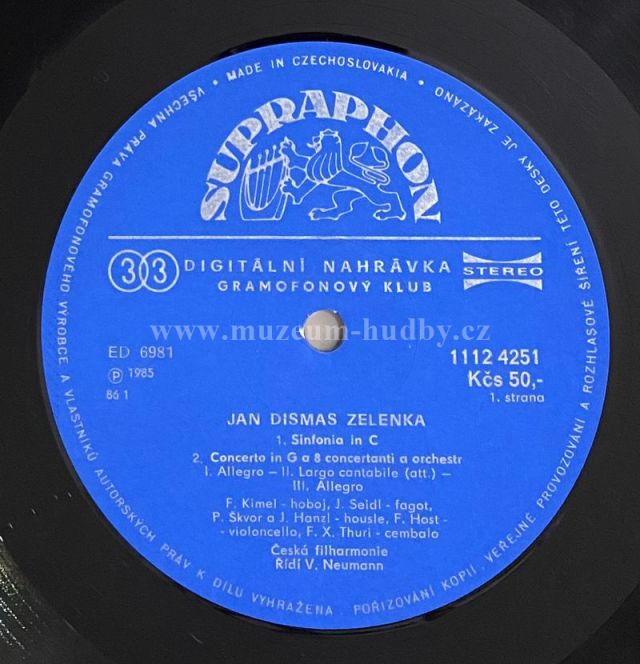 VŠECHNA PRÁVA GRAMOFONOVÉHO VÝROBCE A VLASTNÍKŮ AUTORSKÝCH PRÁV K DÍLU VYHRAŽENA. POŘIZOVÁNÍ KOPIÍ, VEŘEJNÉ PROVOZOVÁNÍ A ROZHLASOVÉ ŠÍŘENÍ TÉTO DESKY JE ZAKÁZÁNO • MADE IN CZECHOSLOVAKIA •
SUPRAPHON
33 DIGITÁLNÍ NAHRÁVKA STEREO
GRAMOFONOVÝ KLUB
www.muzeum-hudby.cz
ED 6981 1112 4251
Ⓟ 1985 Kčs 50,-
86 1 1. strana
JAN DISMAS ZELENKA
1. Sinfonia in C
2. Concerto in G a 8 concertanti a orchestr
I. Allegro – II. Largo cantabile (att.) –
III. Allegro
F. Kimel - hoboj, J. Seidl - fagot,
P. Škvor a J. Hanzl - housle, F. Host -
- violoncello, F. X. Thuri - cembalo
Česká filharmonie
Řídí V. Neumann